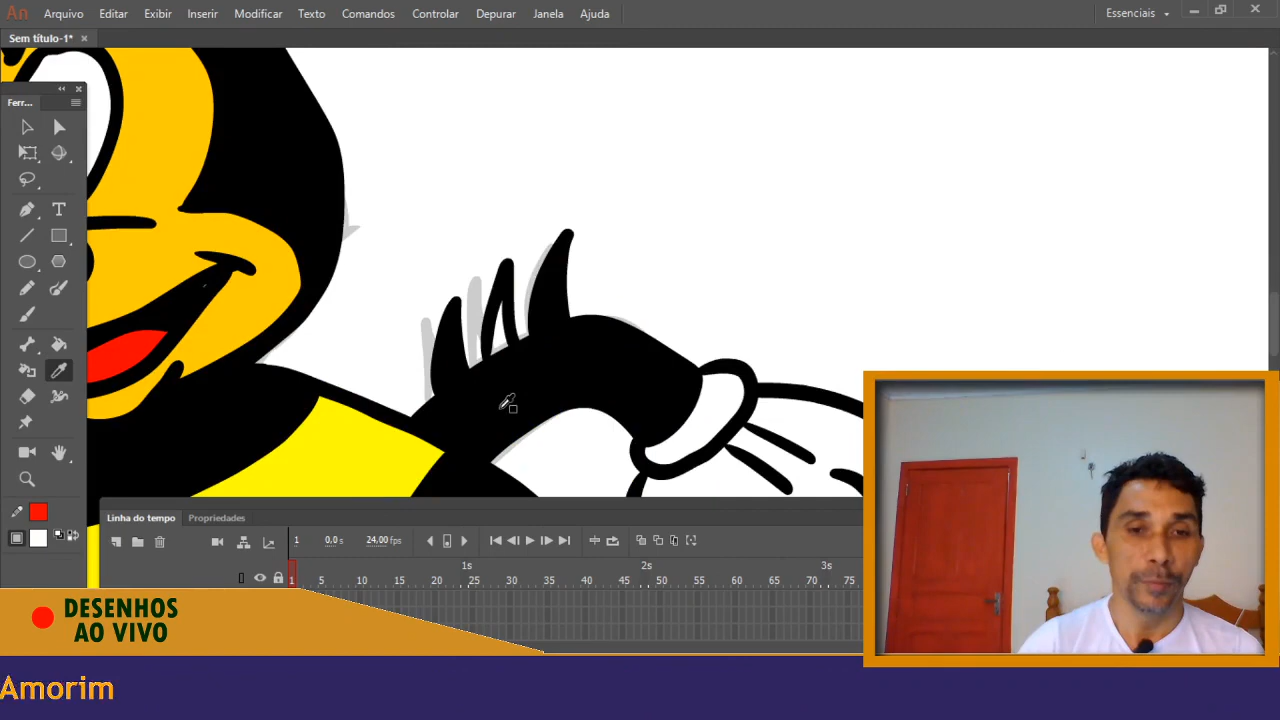 An Arquivo Editar Exibir Inserir Modificar Texto Comandos Controlar Depurar Janela Ajuda Essenciais
Sem título-1*
Ferr...
T
Linha do tempo Propriedades
1 0,0 s 24,00 fps
1s 2s 3s
1 5 10 15 20 25 30 35 40 45 50 55 60 65 70 75
DESENHOS
AO VIVO
Amorim